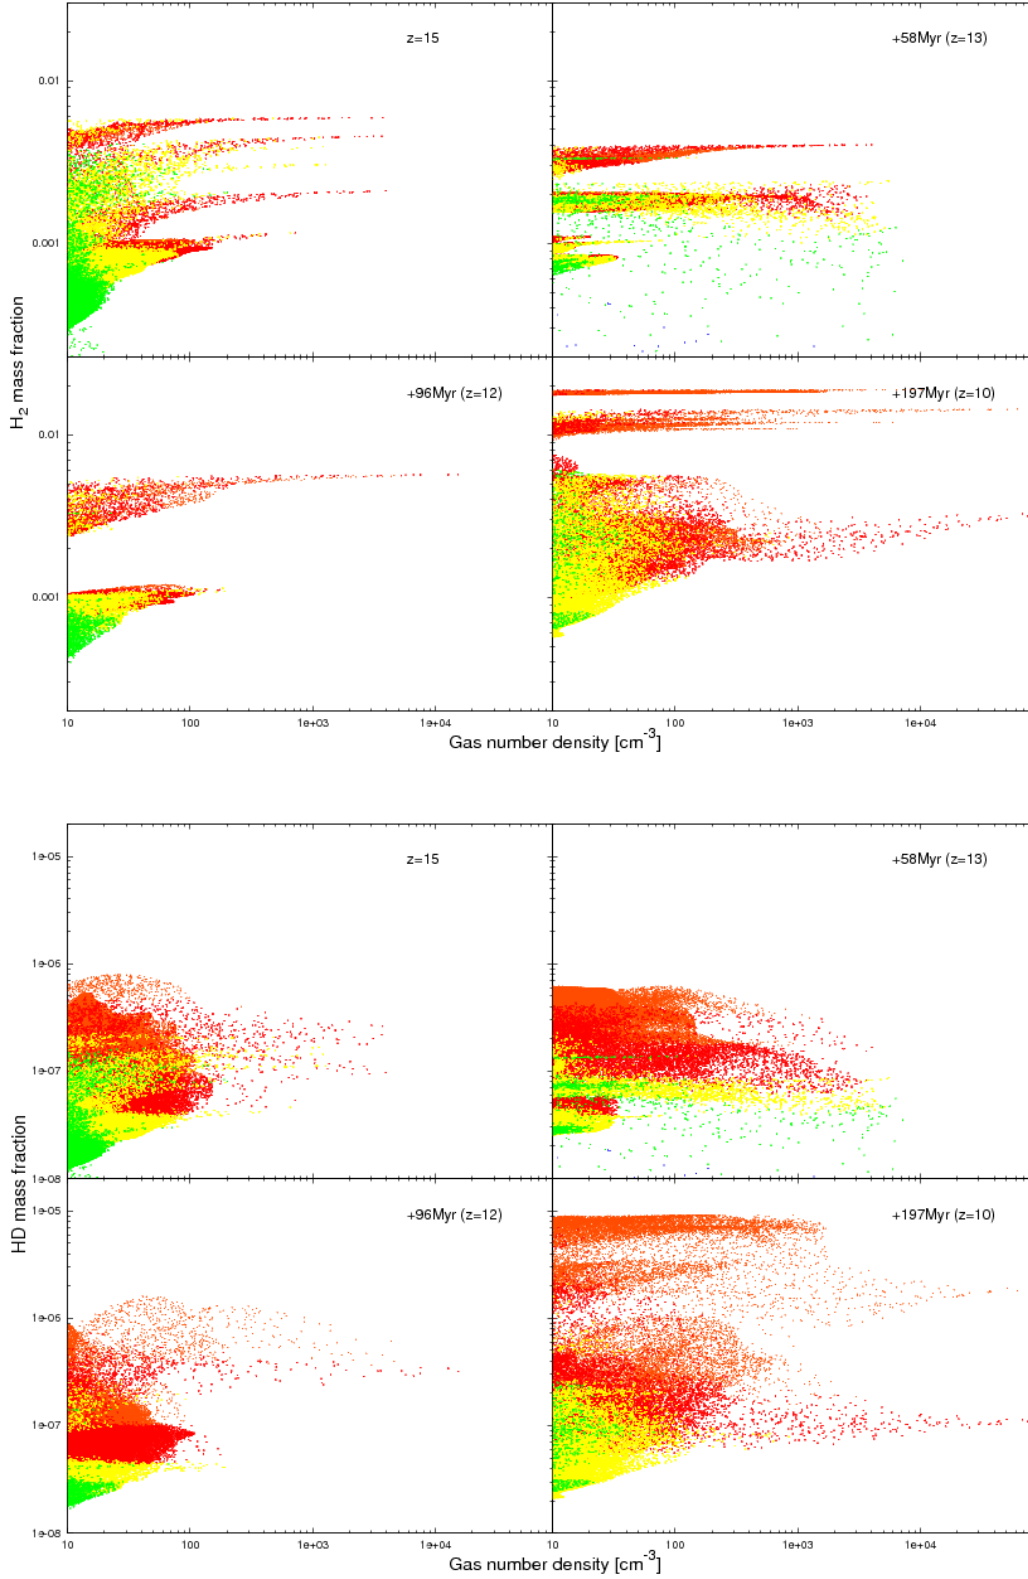 z=15
+58Myr (z=13)
0.01
0.001
H2 mass fraction
+96Myr (z=12)
+197Myr (z=10)
0.01
0.001
10 100 1e+03 1e+04 10 100 1e+03 1e+04
Gas number density [cm-3]
z=15
+58Myr (z=13)
1e-05
1e-06
1e-07
1e-08
HD mass fraction
+96Myr (z=12)
+197Myr (z=10)
1e-05
1e-06
1e-07
1e-08
10 100 1e+03 1e+04 10 100 1e+03 1e+04
Gas number density [cm-3]